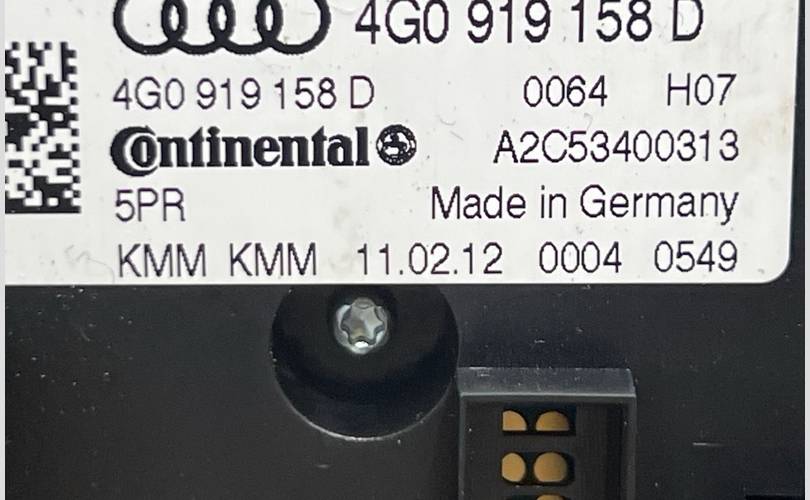 4G0 919 158 D
4G0 919 158 D 0064 H07
Continental A2C53400313
5PR Made in Germany
KMM KMM 11.02.12 0004 0549